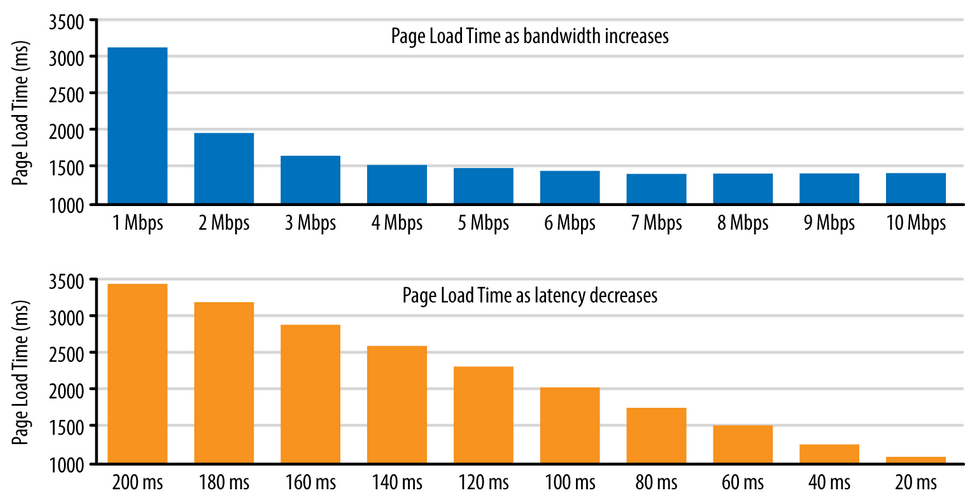 Page Load Time as bandwidth increases
Page Load Time (ms)
3500
3000
2500
2000
1500
1000
1 Mbps 2 Mbps 3 Mbps 4 Mbps 5 Mbps 6 Mbps 7 Mbps 8 Mbps 9 Mbps 10 Mbps
Page Load Time as latency decreases
Page Load Time (ms)
3500
3000
2500
2000
1500
1000
200 ms 180 ms 160 ms 140 ms 120 ms 100 ms 80 ms 60 ms 40 ms 20 ms